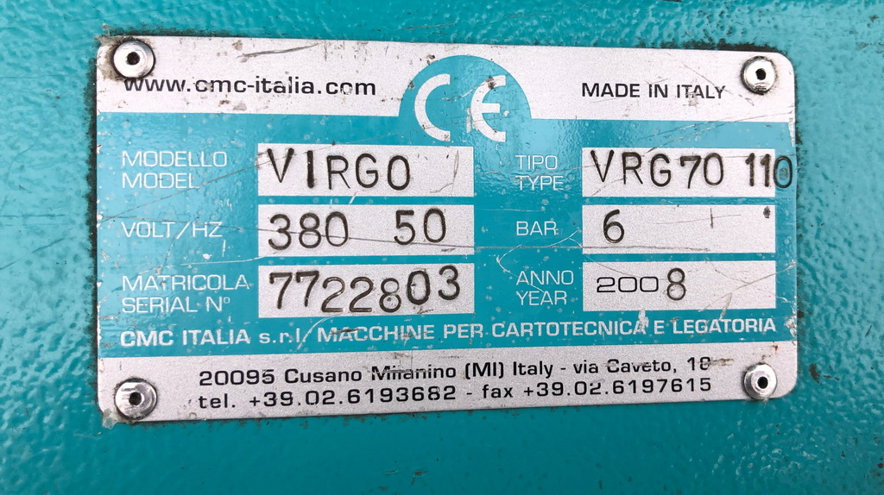 www.cmc-italia.com CE MADE IN ITALY
MODELLO MODEL VIRGO TIPO TYPE VRG70 110
VOLT/HZ 380 50 BAR 6
MATRICOLA SERIAL N° 7722803 ANNO YEAR 2008
CMC ITALIA s.r.l. MACCHINE PER CARTOTECNICA E LEGATORIA
20095 Cusano Milanino (MI) Italy - via Caveto, 18
tel. +39.02.6193682 - fax +39.02.6197615